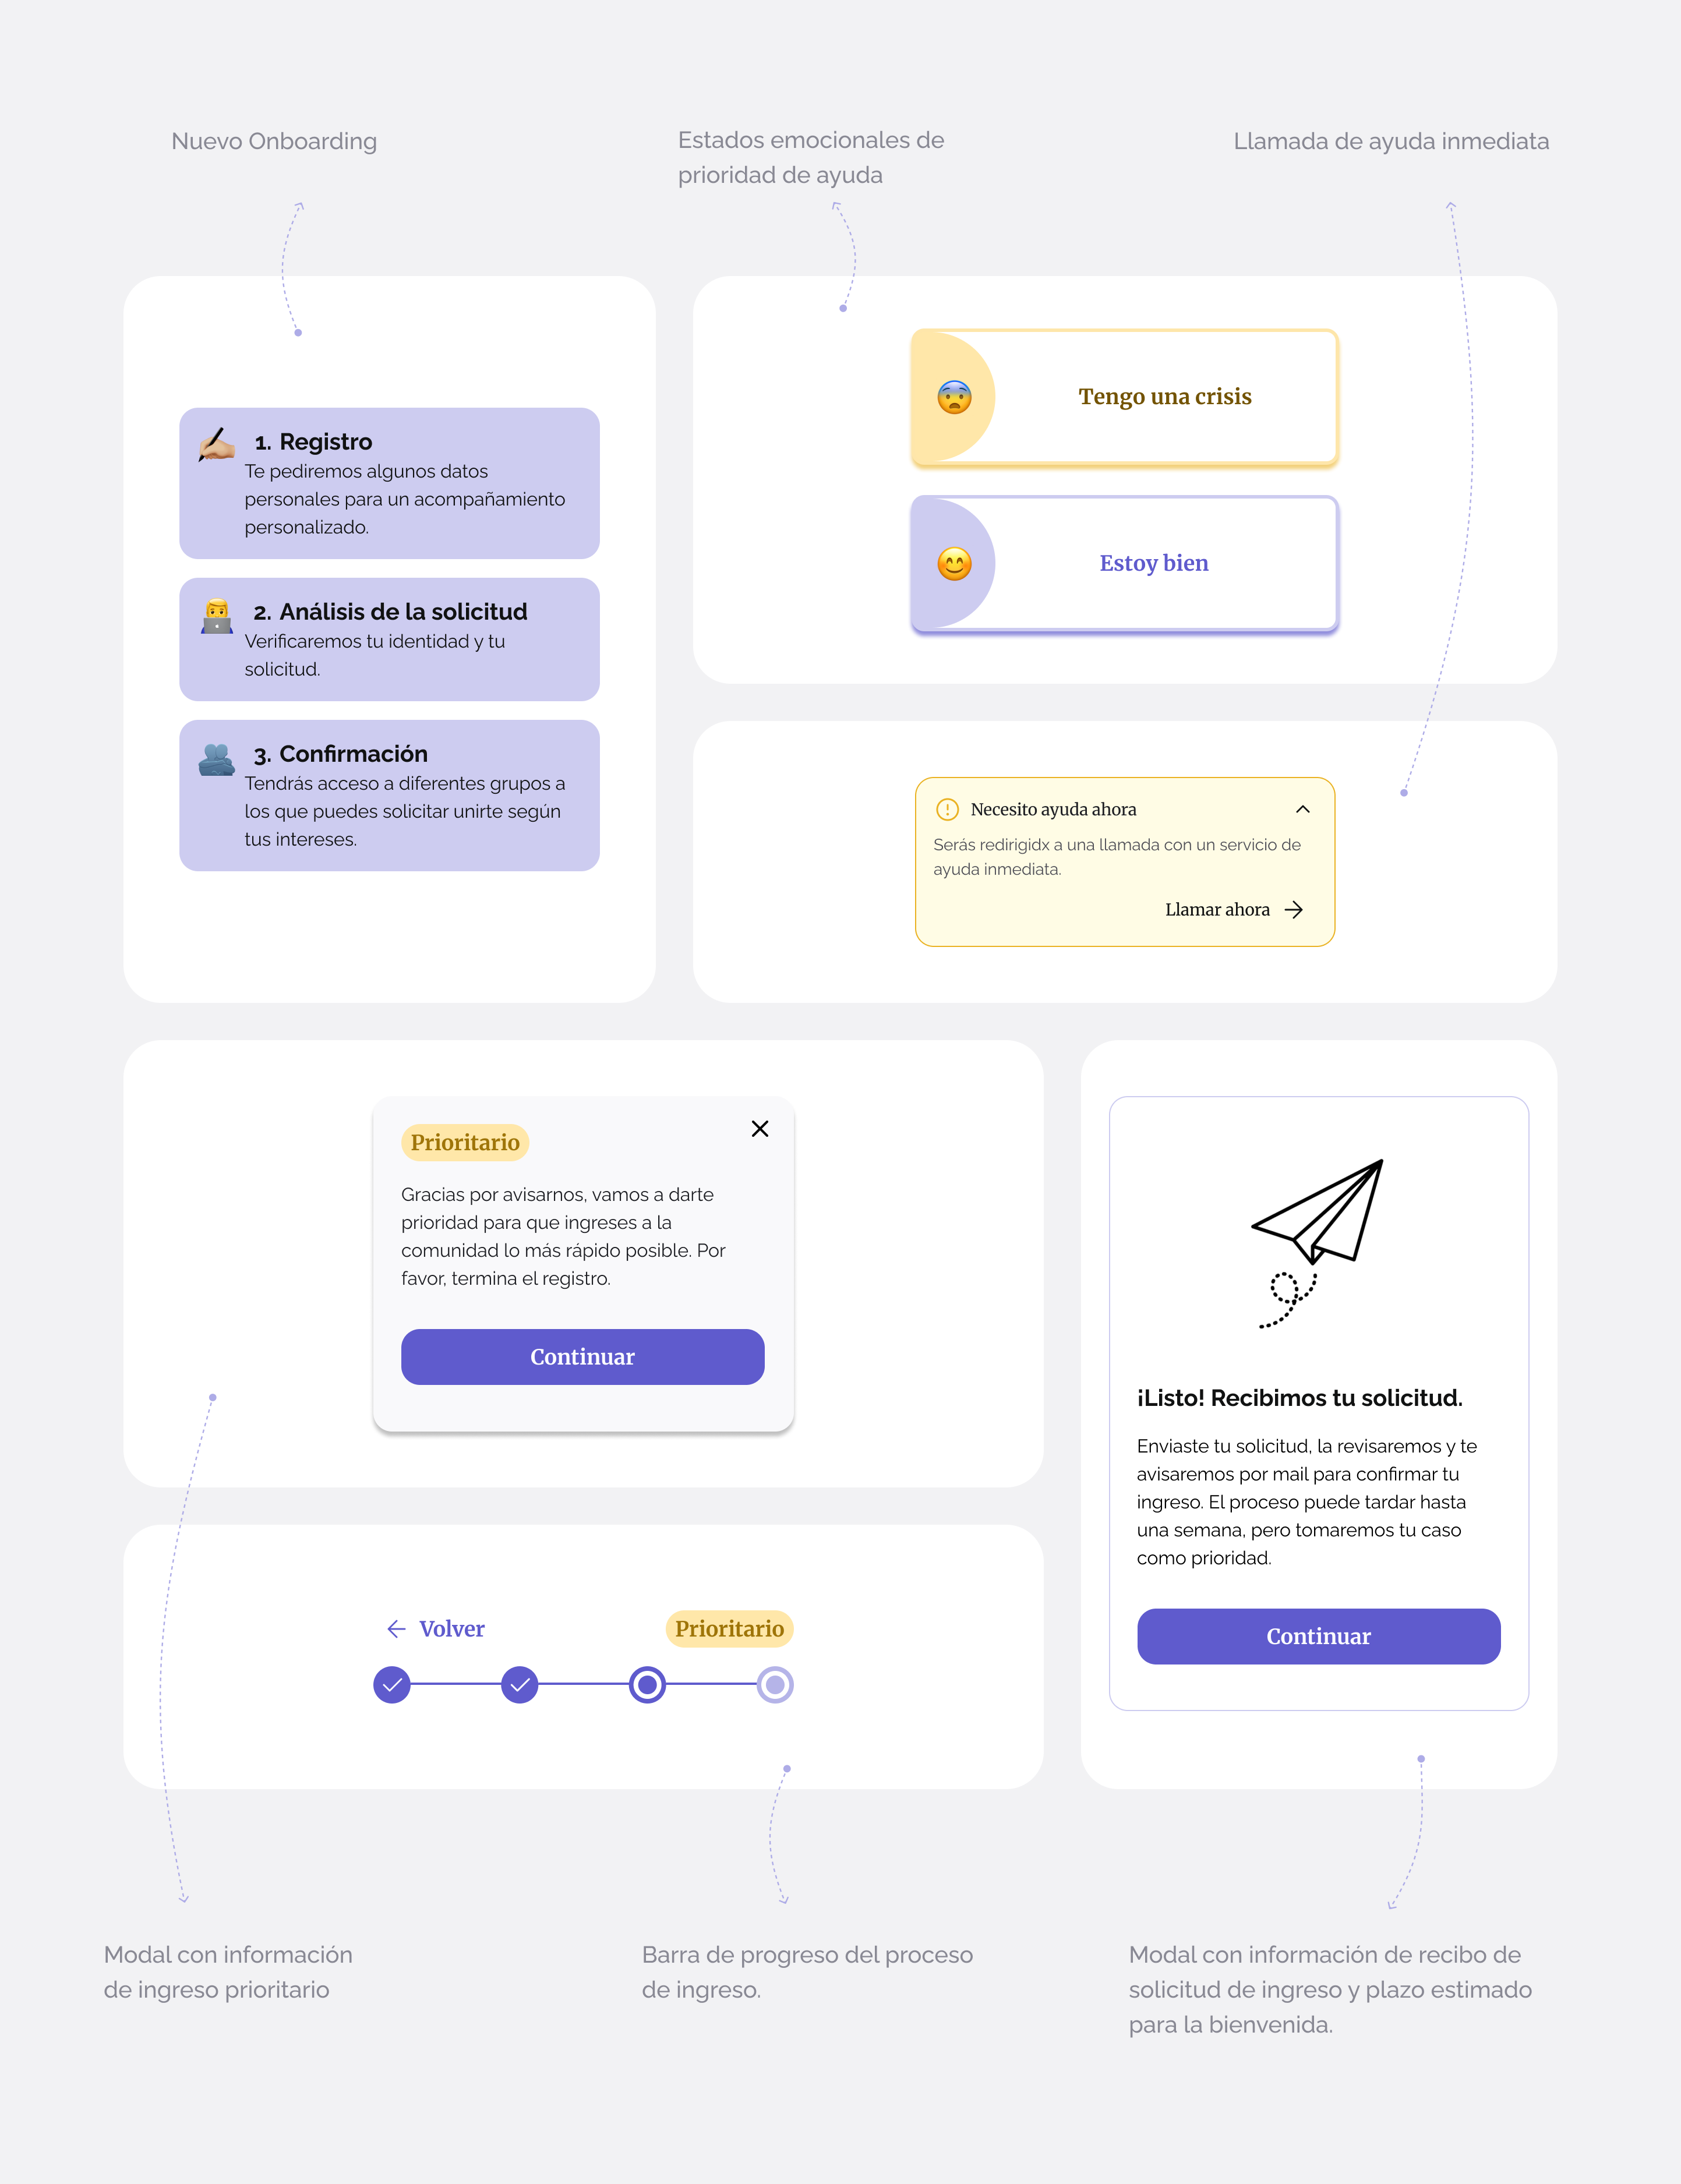 Nuevo Onboarding
Estados emocionales de
prioridad de ayuda
Llamada de ayuda inmediata
1. Registro
Te pediremos algunos datos
personales para un acompañamiento
personalizado.
2. Análisis de la solicitud
Verificaremos tu identidad y tu
solicitud.
3. Confirmación
Tendrás acceso a diferentes grupos a
los que puedes solicitar unirte según
tus intereses.
Tengo una crisis
Estoy bien
Necesito ayuda ahora
Serás redirigidx a una llamada con un servicio de
ayuda inmediata.
Llamar ahora
Prioritario
Gracias por avisarnos, vamos a darte
prioridad para que ingreses a la
comunidad lo más rápido posible. Por
favor, termina el registro.
Continuar
Volver
Prioritario
¡Listo! Recibimos tu solicitud.
Enviaste tu solicitud, la revisaremos y te
avisaremos por mail para confirmar tu
ingreso. El proceso puede tardar hasta
una semana, pero tomaremos tu caso
como prioridad.
Continuar
Modal con información
de ingreso prioritario
Barra de progreso del proceso
de ingreso.
Modal con información de recibo de
solicitud de ingreso y plazo estimado
para la bienvenida.